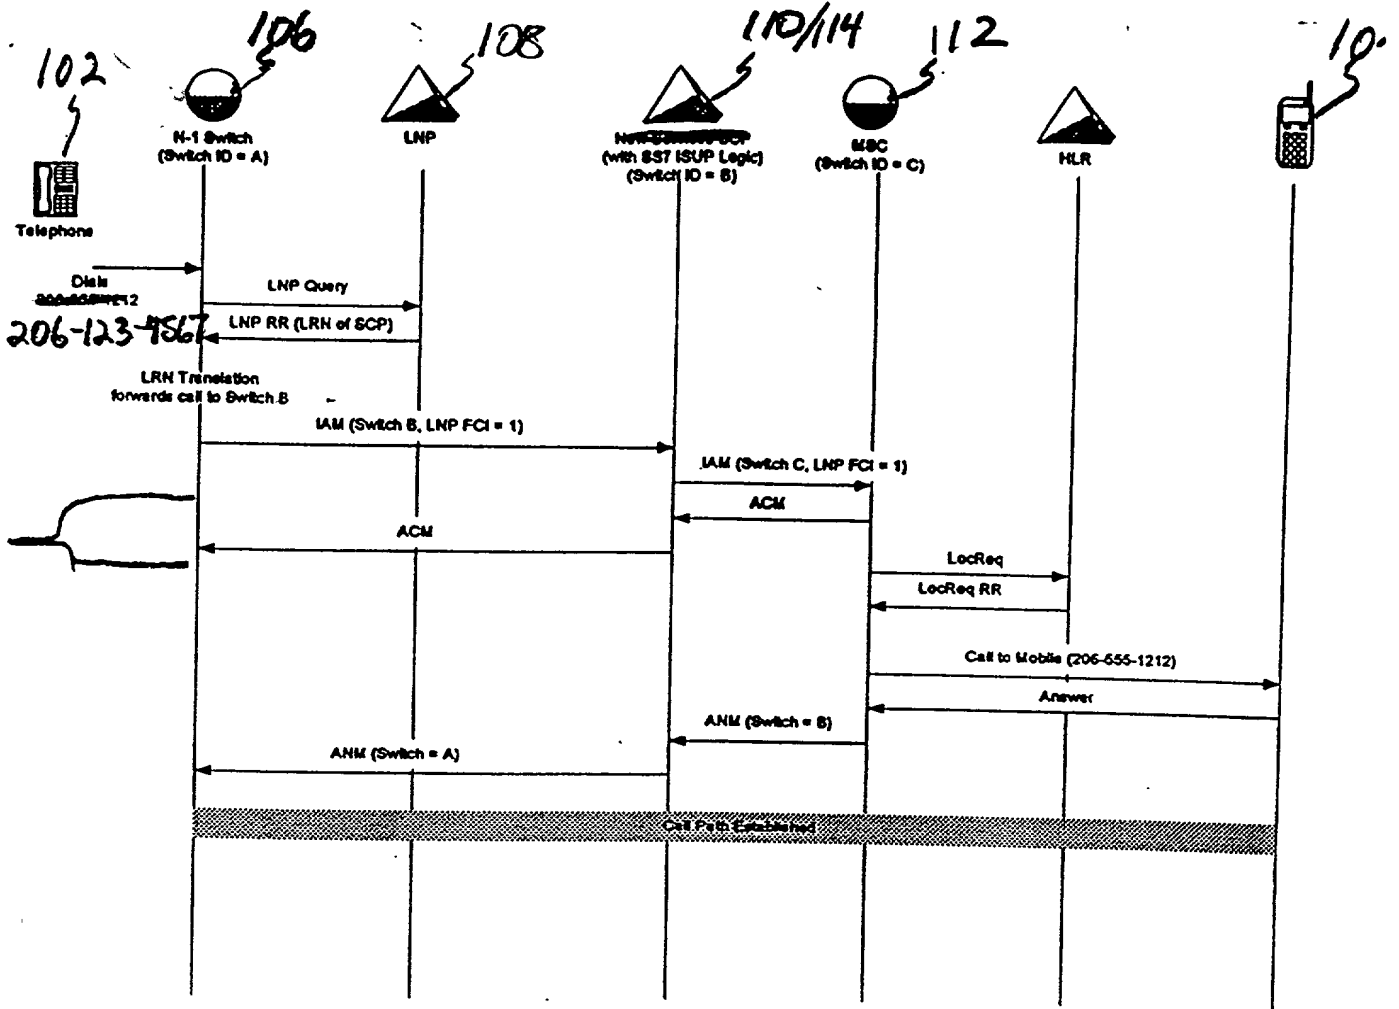 106
108
110/114
112
10
102
N-1 Switch
(Switch ID = A)
LNP
(with SS7 ISUP Logic)
(Switch ID = B)
MSC
(Switch ID = C)
HLR
Telephone
Dials
206-123-4567
LNP Query
LNP RR (LRN of SCP)
LRN Translation
forwards call to Switch B
IAM (Switch B, LNP FCI = 1)
IAM (Switch C, LNP FCI = 1)
ACM
ACM
LocReq
LocReq RR
Call to Mobile (206-555-1212)
Answer
ANM (Switch = B)
ANM (Switch = A)
Call Path Established